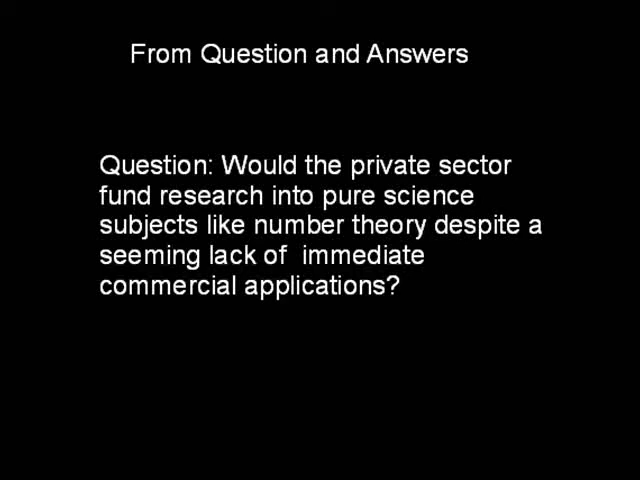 From Question and Answers
Question: Would the private sector
fund research into pure science
subjects like number theory despite a
seeming lack of  immediate
commercial applications?